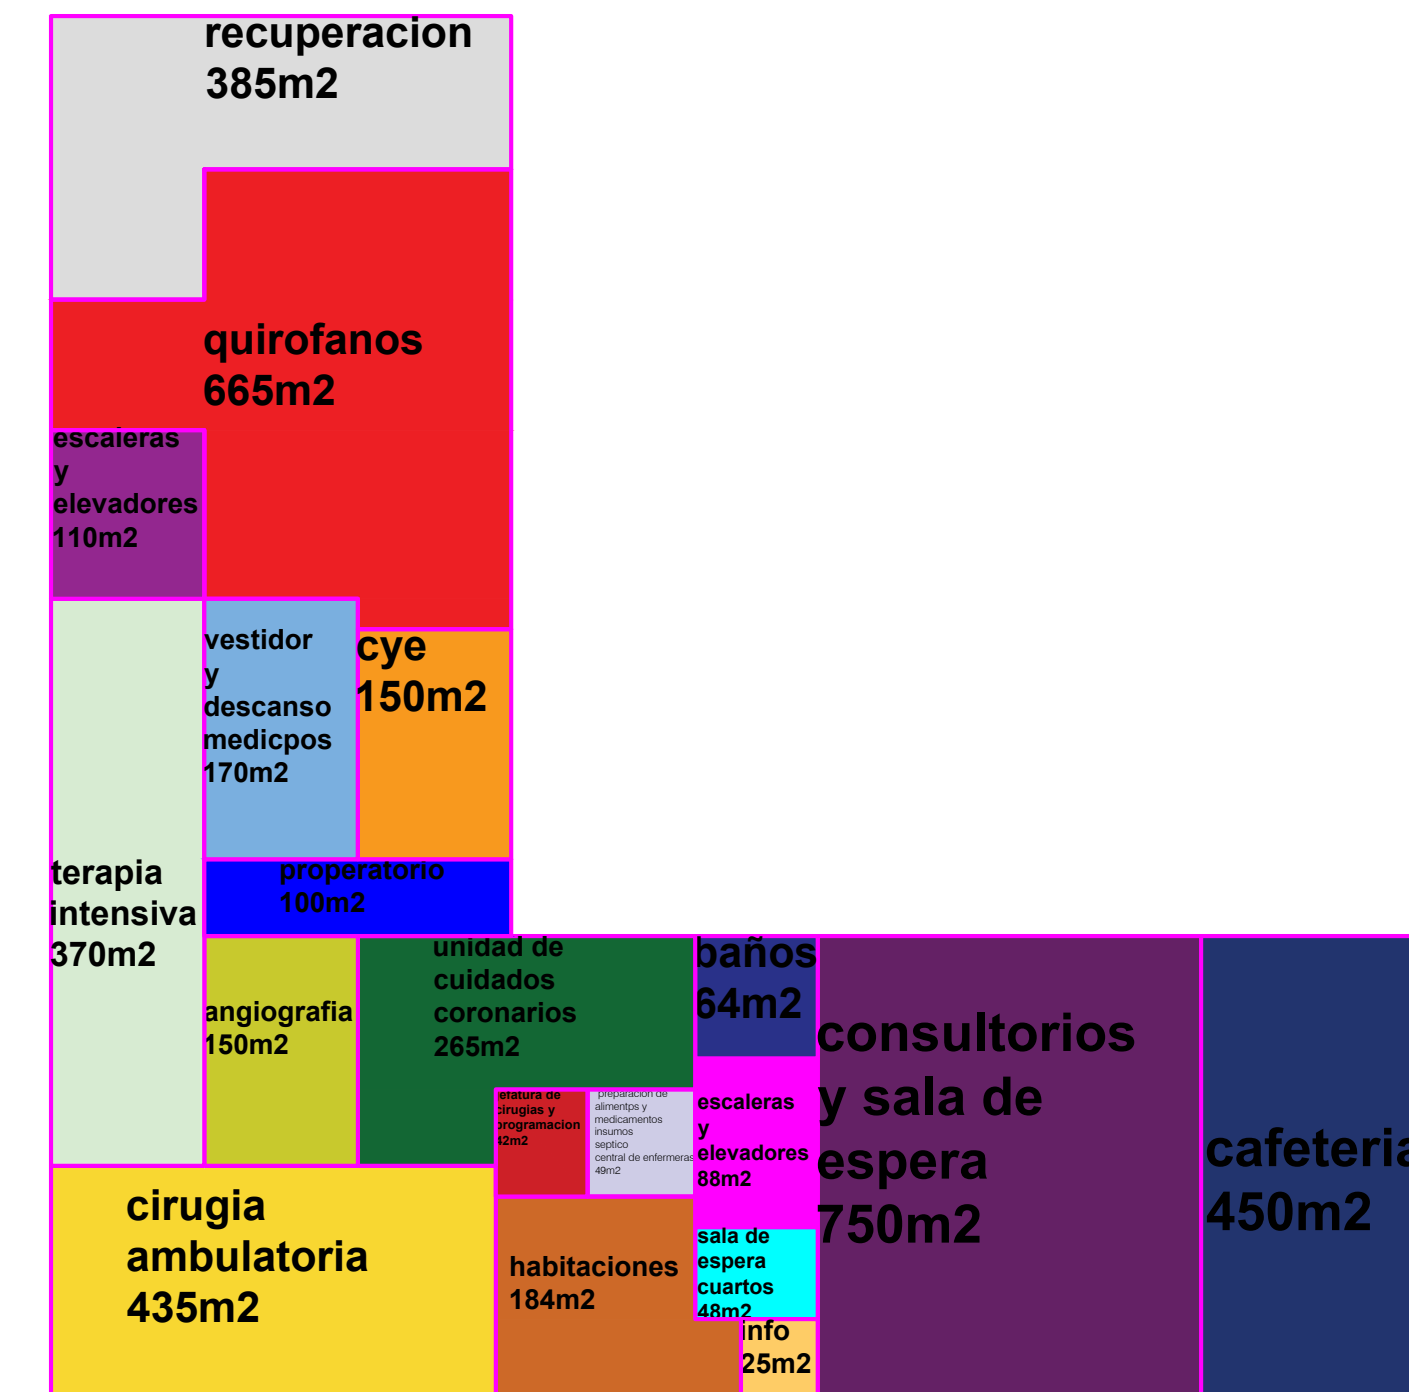 recuperacion
385m2
quirofanos
665m2
escaleras
y
elevadores
110m2
vestidor
y
descanso
medicpos
170m2
cye
150m2
terapia
intensiva
370m2
properatorio
100m2
angiografia
150m2
unidad de
cuidados
coronarios
265m2
baños
64m2
jefatura de
cirugias y
programacion
42m2
preparacion de
alimentps y
medicamentos
insumos
septico
central de enfermeras
49m2
escaleras
y
elevadores
88m2
consultorios
y sala de
espera
750m2
cafeteria
450m2
cirugia
ambulatoria
435m2
habitaciones
184m2
sala de
espera
cuartos
48m2
info
25m2